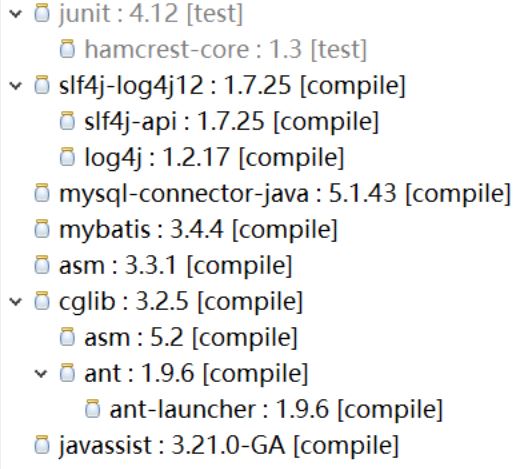 junit : 4.12 [test]
hamcrest-core : 1.3 [test]
slf4j-log4j12 : 1.7.25 [compile]
slf4j-api : 1.7.25 [compile]
log4j : 1.2.17 [compile]
mysql-connector-java : 5.1.43 [compile]
mybatis : 3.4.4 [compile]
asm : 3.3.1 [compile]
cglib : 3.2.5 [compile]
asm : 5.2 [compile]
ant : 1.9.6 [compile]
ant-launcher : 1.9.6 [compile]
javassist : 3.21.0-GA [compile]